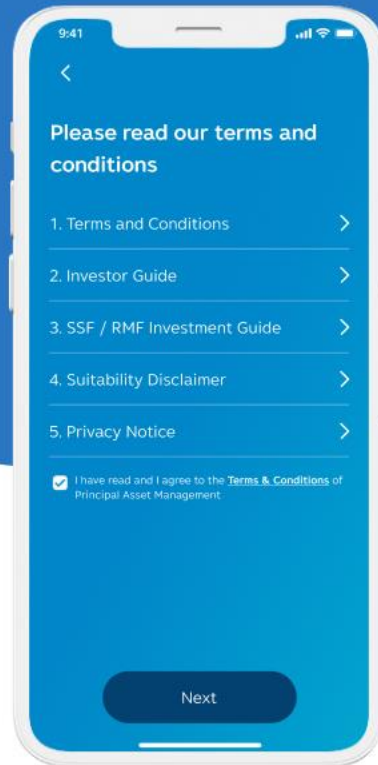 9:41
Please read our terms and
conditions
1. Terms and Conditions
2. Investor Guide
3. SSF / RMF Investment Guide
4. Suitability Disclaimer
5. Privacy Notice
I have read and I agree to the Terms & Conditions of
Principal Asset Management
Next